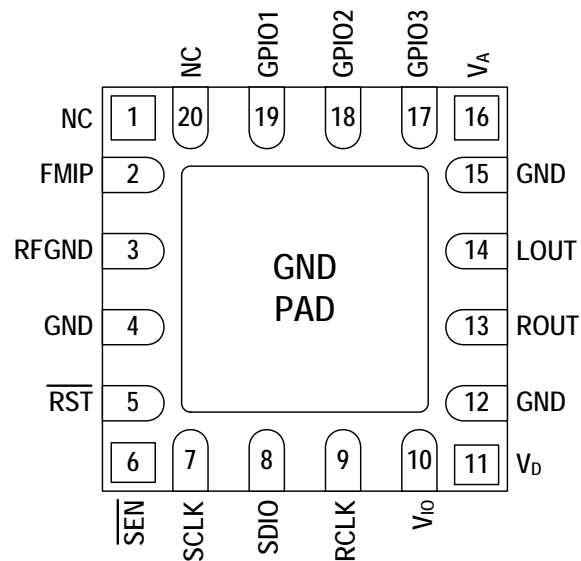 NC
GPIO1
GPIO2
GPIO3
VA
NC
1
20
19
18
17
16
FMIP
2
15
GND
RFGND
3
14
LOUT
GND
PAD
GND
4
13
ROUT
RST
5
12
GND
6
7
8
9
10
11
VD
SEN
SCLK
SDIO
RCLK
VIO